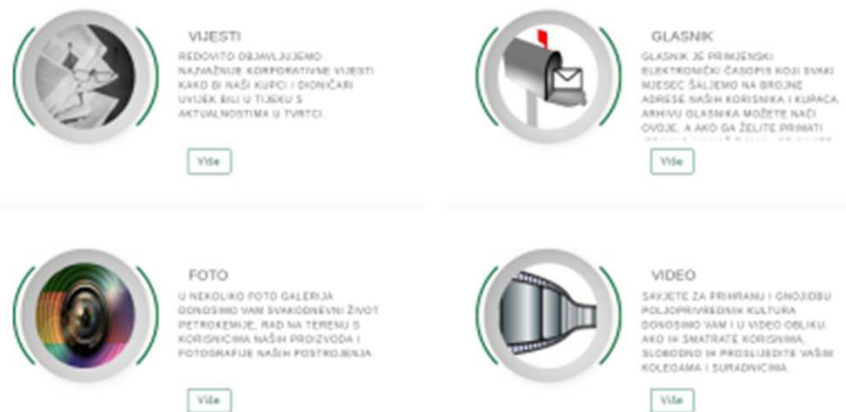 VIJESTI
REDOVITO OBJAVLJUJEMO
NAJVAŽNIJE KORPORATIVNE VIJESTI
KAKO BI NAŠI KUPCI I DIONIČARI
UVIJEK BILI U TIJEKU S
AKTUALNOSTIMA U TVRTCI.
Više
GLASNIK
GLASNIK JE PRIMJENSKI
ELEKTRONIČKI ČASOPIS KOJI SVAKI
MJESEC ŠALJEMO NA BROJNE
ADRESE NAŠIH KORISNIKA I KUPACA.
ARHIVU GLASNIKA MOŽETE NAĆI
OVDJE, A AKO GA ŽELITE PRIMATI
Više
FOTO
U NEKOLIKO FOTO GALERIJA
DONOSIMO VAM SVAKODNEVNI ŽIVOT
PETROKEMIJE, RAD NA TERENU S
KORISNICIMA NAŠIH PROIZVODA I
FOTOGRAFIJE NAŠIH POSTROJENJA.
Više
VIDEO
SAVJETE ZA PRIHRANU I GNOJIDBU
POLJOPRIVREDNIH KULTURA
DONOSIMO VAM I U VIDEO OBLIKU.
AKO IH SMATRATE KORISNIMA,
SLOBODNO IH PROSLIJEDITE VAŠIM
KOLEGAMA I SURADNICIMA.
Više